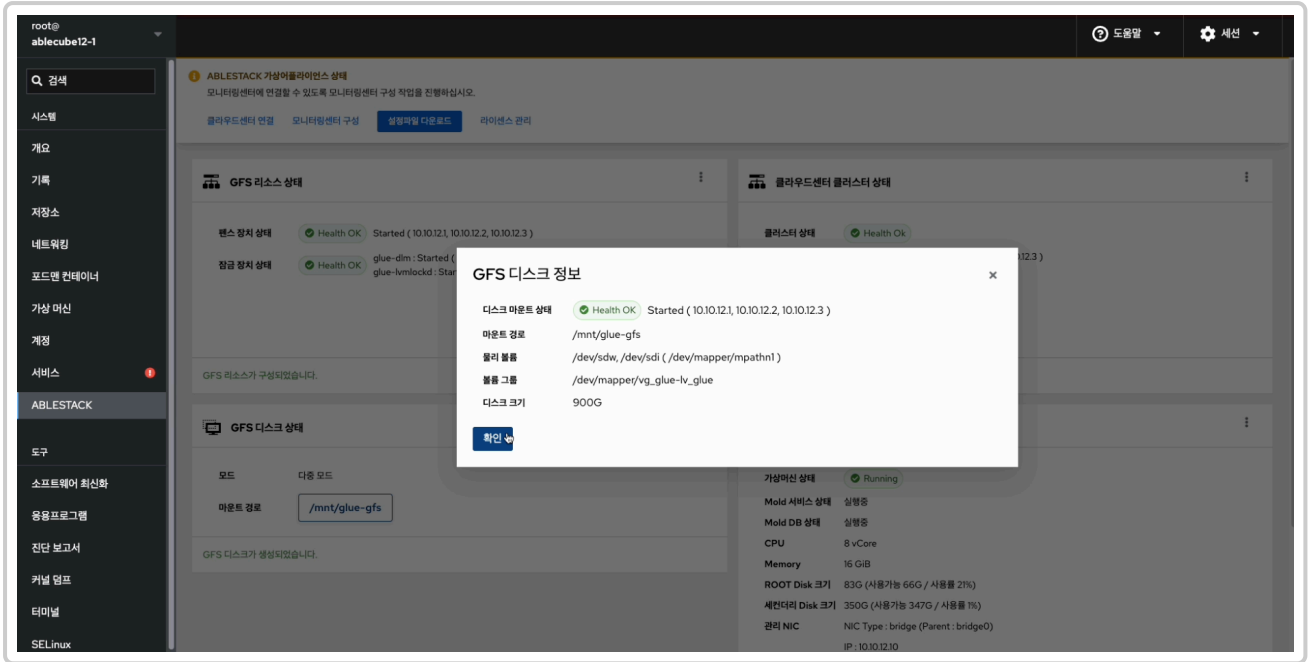 root@
ablecube12-1
도움말
세션
검색
시스템
개요
기록
저장소
네트워킹
포드맨 컨테이너
가상 머신
계정
서비스
ABLESTACK
도구
소프트웨어 최신화
응용프로그램
진단 보고서
커널 덤프
터미널
SELinux
ABLESTACK 가상어플라이언스 상태
모니터링센터에 연결할 수 있도록 모니터링센터 구성 작업을 진행하십시오.
클라우드센터 연결 모니터링센터 구성 설정파일 다운로드 라이센스 관리
GFS 리소스 상태
펜스 장치 상태 Health OK Started ( 10.10.12.1, 10.10.12.2, 10.10.12.3 )
잠금 장치 상태 Health OK glue-dlm : Started (
glue-lvmlockd : Star
GFS 리소스가 구성되었습니다.
클라우드센터 클러스터 상태
클러스터 상태 Health Ok
12.3 )
GFS 디스크 정보
디스크 마운트 상태 Health OK Started ( 10.10.12.1, 10.10.12.2, 10.10.12.3 )
마운트 경로 /mnt/glue-gfs
물리 볼륨 /dev/sdw, /dev/sdi ( /dev/mapper/mpathn1 )
볼륨 그룹 /dev/mapper/vg_glue-lv_glue
디스크 크기 900G
확인
GFS 디스크 상태
모드 다중 모드
마운트 경로 /mnt/glue-gfs
GFS 디스크가 생성되었습니다.
가상머신 상태 Running
Mold 서비스 상태 실행중
Mold DB 상태 실행중
CPU 8 vCore
Memory 16 GiB
ROOT Disk 크기 83G (사용가능 66G / 사용률 21%)
세컨더리 Disk 크기 350G (사용가능 347G / 사용률 1%)
관리 NIC NIC Type : bridge (Parent : bridge0)
IP : 10.10.12.10